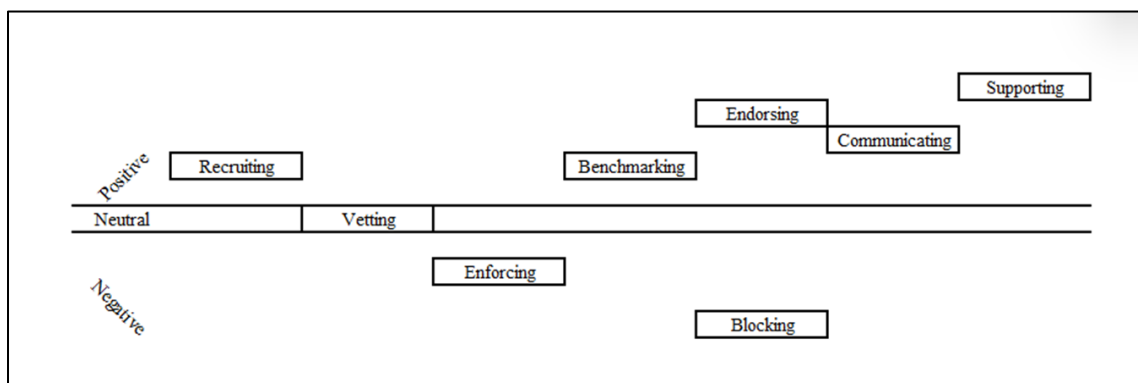 Supporting
Endorsing
Communicating
Positive
Recruiting
Benchmarking
Neutral
Vetting
Enforcing
Negative
Blocking